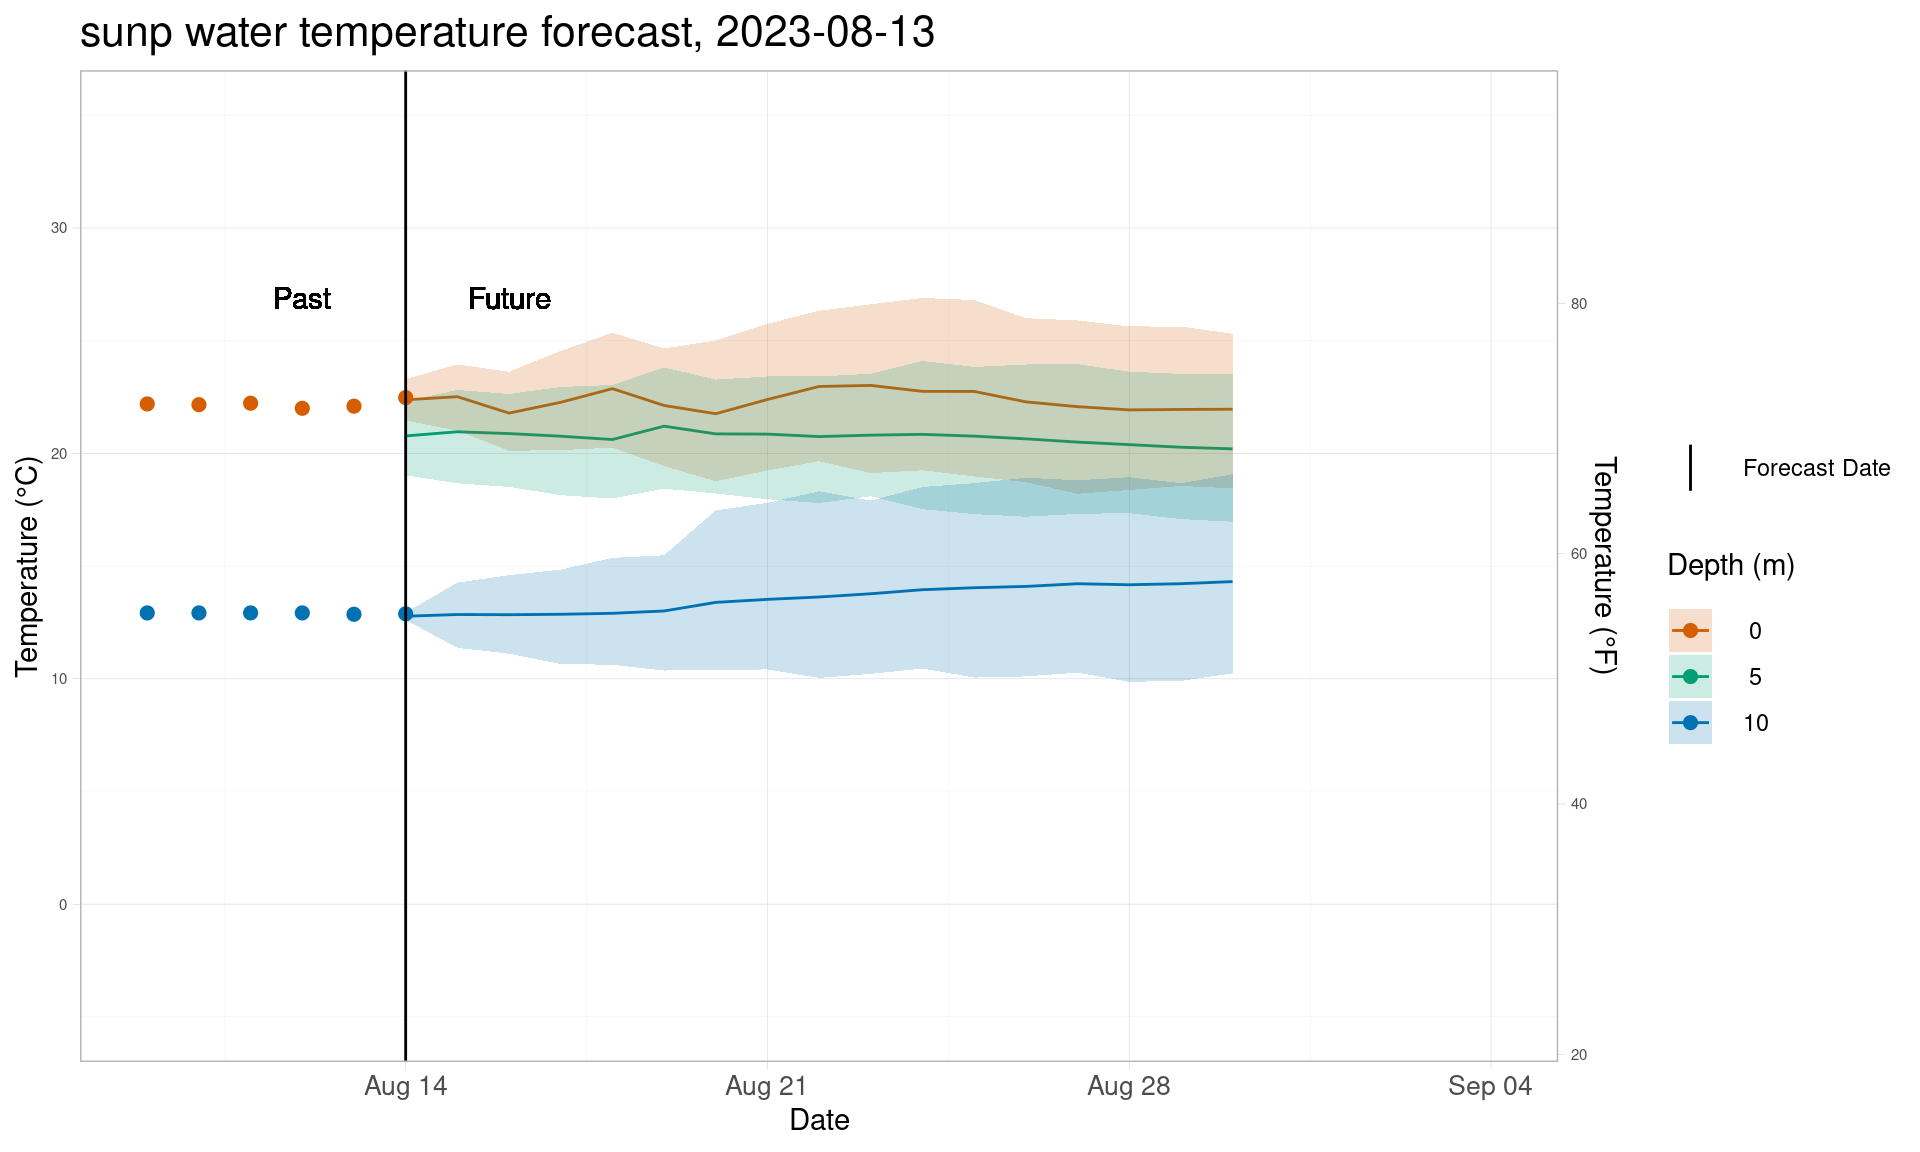 sunp water temperature forecast, 2023-08-13
Temperature (°C)
30
20
10
0
Past
Future
80
60
40
20
Temperature (°F)
Aug 14
Aug 21
Aug 28
Sep 04
Date
Forecast Date
Depth (m)
0
5
10